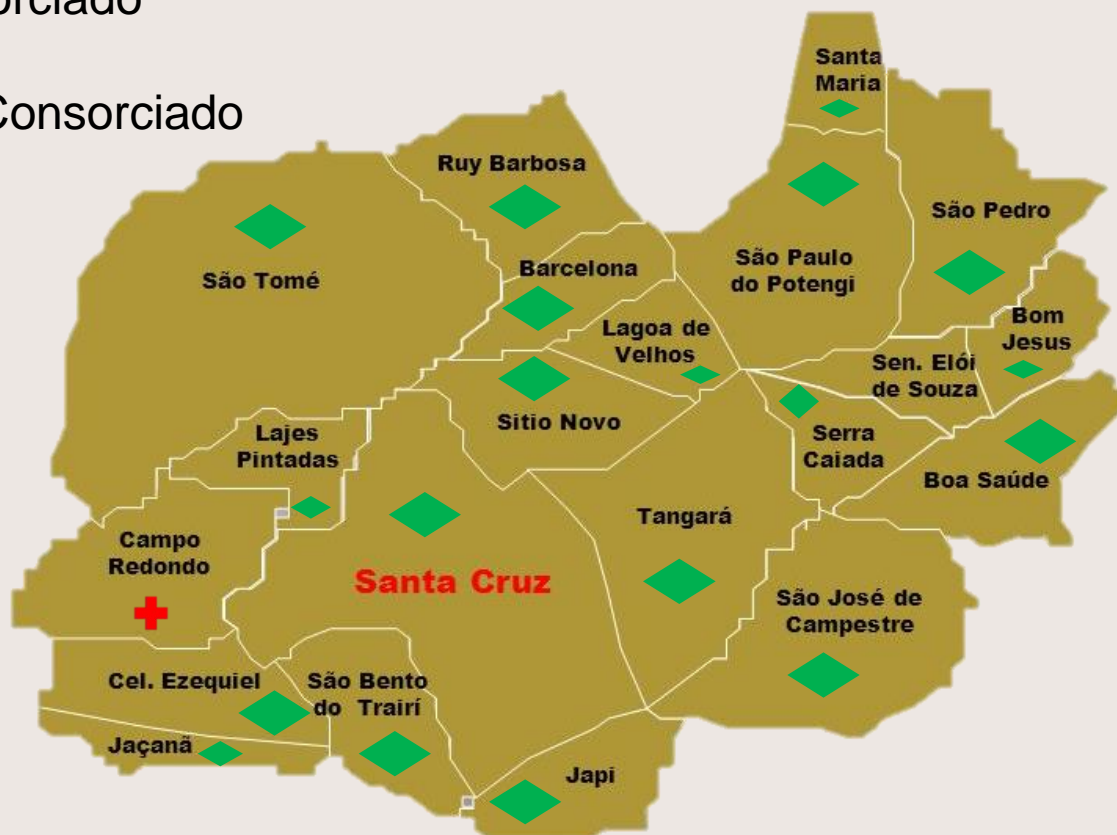 Consorciado
Santa
Maria
Ruy Barbosa
São Pedro
São Tomé
Barcelona
São Paulo
do Potengi
Lagoa de
Velhos
Bom
Jesus
Sen. Elói
de Souza
Sitio Novo
Lajes
Pintadas
Serra
Caiada
Boa Saúde
Tangará
Campo
Redondo
Santa Cruz
São José de
Campestre
Cel. Ezequiel
São Bento
do Trairí
Jaçanã
Japi